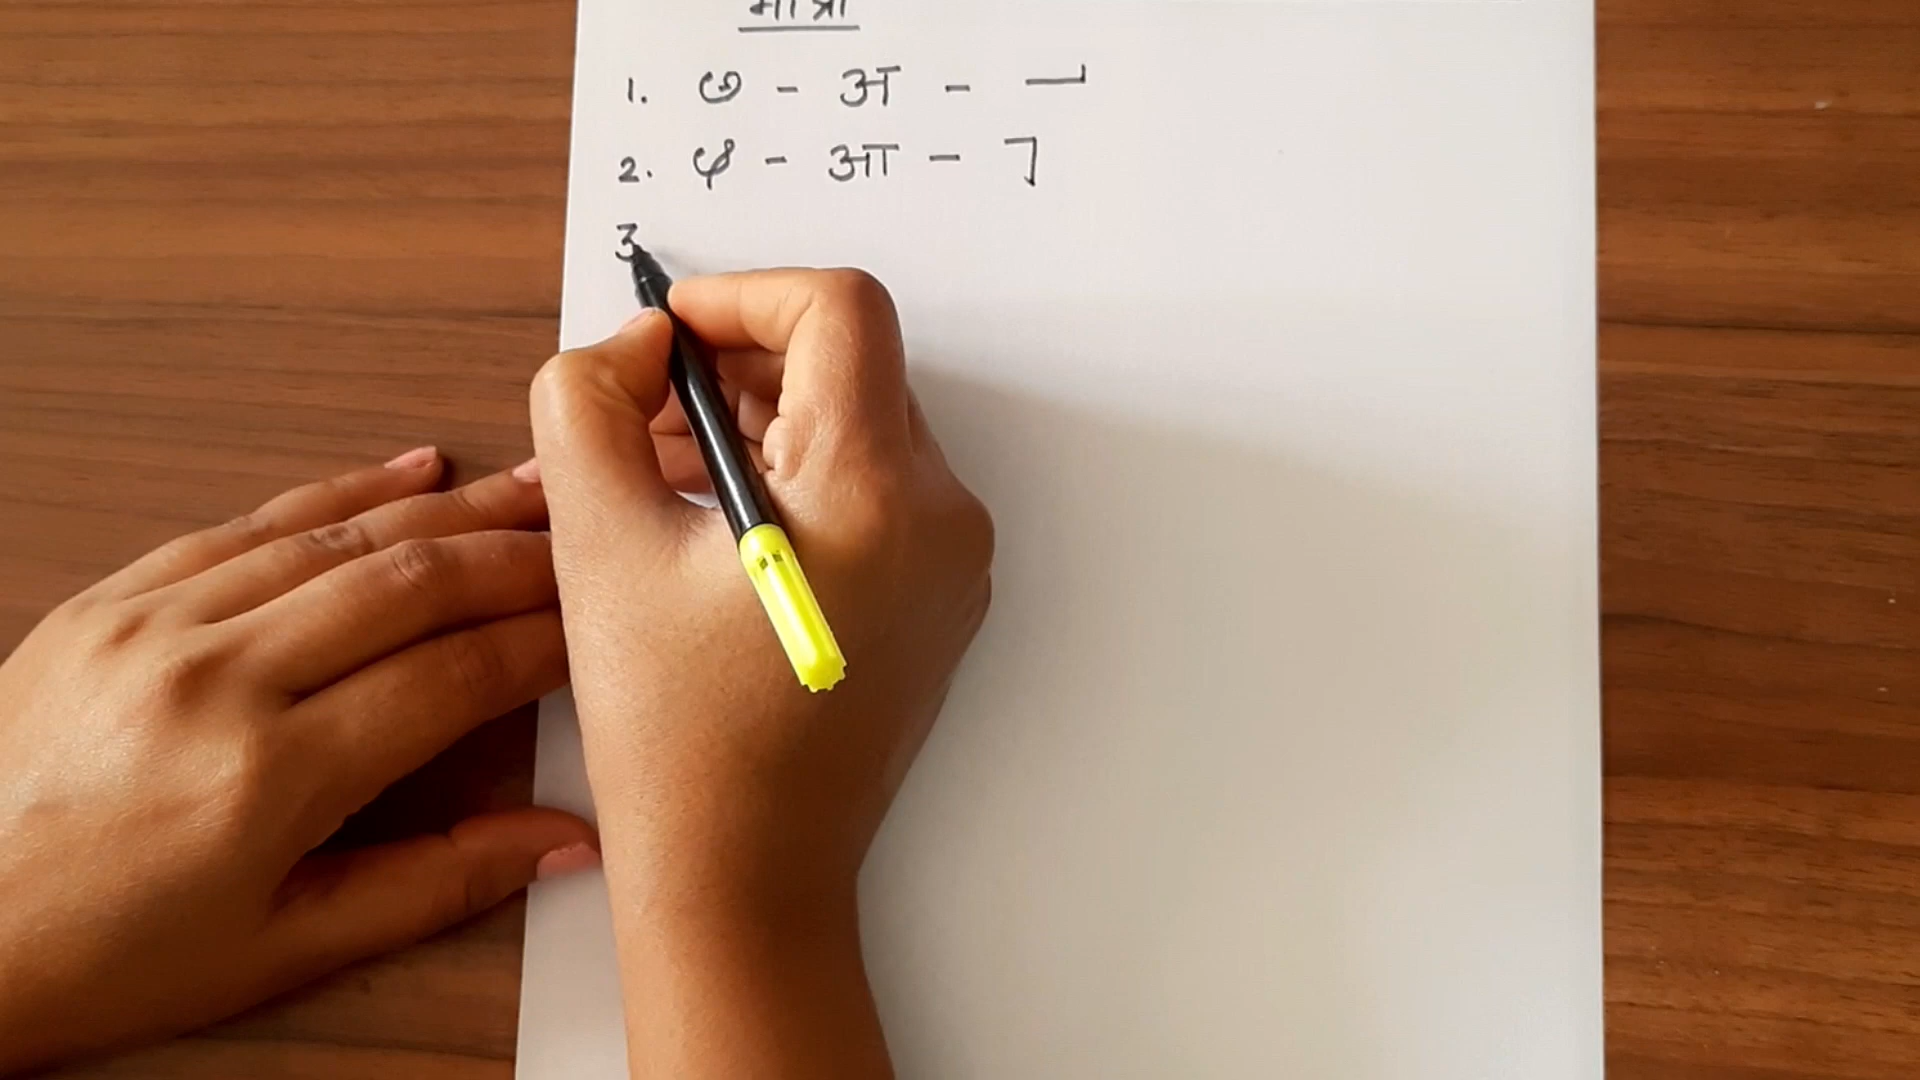 मात्रा
1. ಅ - अ -
2. ಆ - आ - ಾ
3